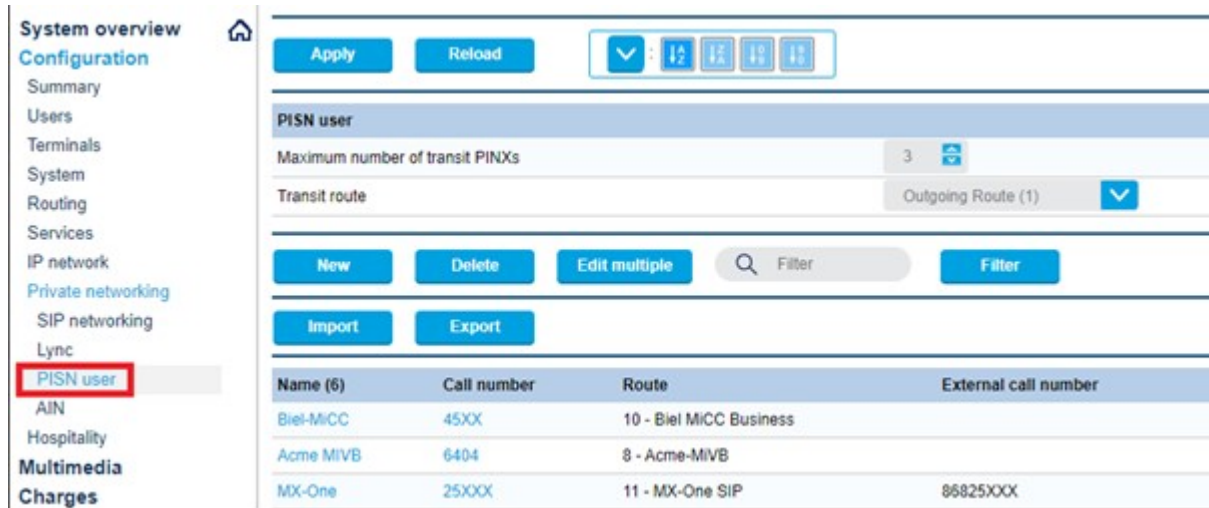 System overview
Configuration
Summary
Users
Terminals
System
Routing
Services
IP network
Private networking
SIP networking
Lync
PISN user
AIN
Hospitality
Multimedia
Charges
Apply Reload :
PISN user
Maximum number of transit PINXs 3
Transit route Outgoing Route (1)
New Delete Edit multiple Filter Filter
Import Export
Name (6) Call number Route External call number
Biel-MiCC 45XX 10 - Biel MiCC Business
Acme MIVB 6404 8 - Acme-MiVB
MX-One 25XXX 11 - MX-One SIP 86825XXX